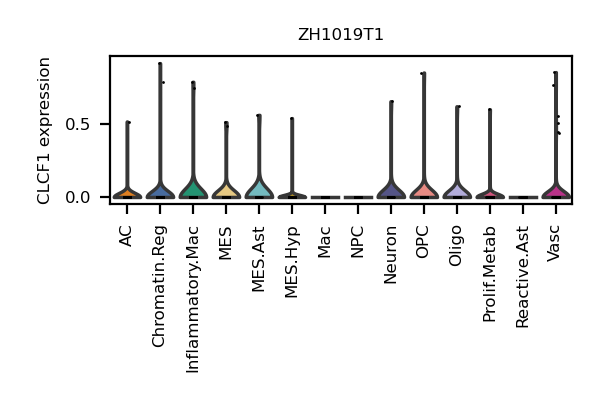 ZH1019T1
CLCF1 expression
0.5
0.0
AC
Chromatin.Reg
Inflammatory.Mac
MES
MES.Ast
MES.Hyp
Mac
NPC
Neuron
OPC
Oligo
Prolif.Metab
Reactive.Ast
Vasc